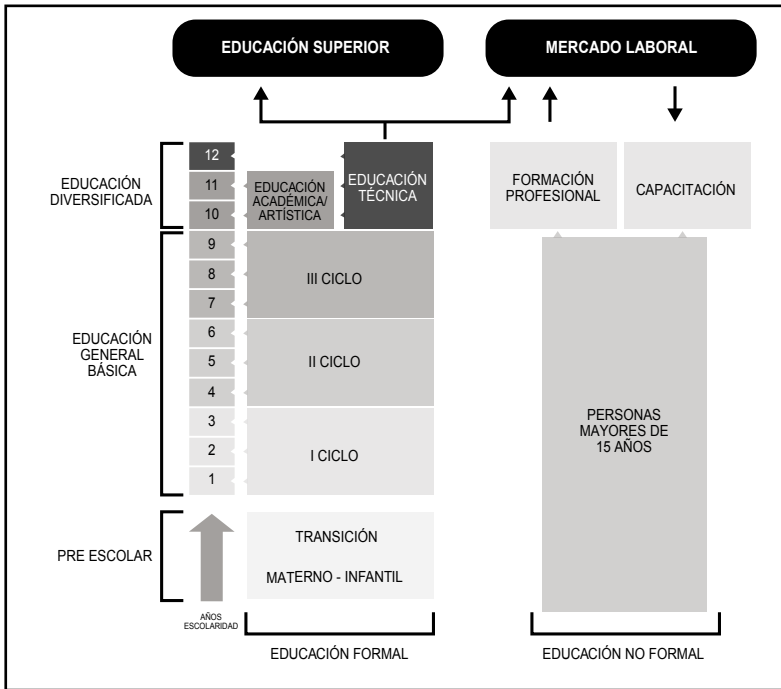 EDUCACIÓN SUPERIOR
MERCADO LABORAL
EDUCACIÓN
DIVERSIFICADA
12
11
10
EDUCACIÓN
ACADÉMICA/
ARTÍSTICA
EDUCACIÓN
TÉCNICA
FORMACIÓN
PROFESIONAL
CAPACITACIÓN
EDUCACIÓN
GENERAL
BÁSICA
9
8
7
6
5
4
3
2
1
III CICLO
II CICLO
I CICLO
PERSONAS
MAYORES DE
15 AÑOS
PRE ESCOLAR
TRANSICIÓN
MATERNO - INFANTIL
AÑOS
ESCOLARIDAD
EDUCACIÓN FORMAL
EDUCACIÓN NO FORMAL